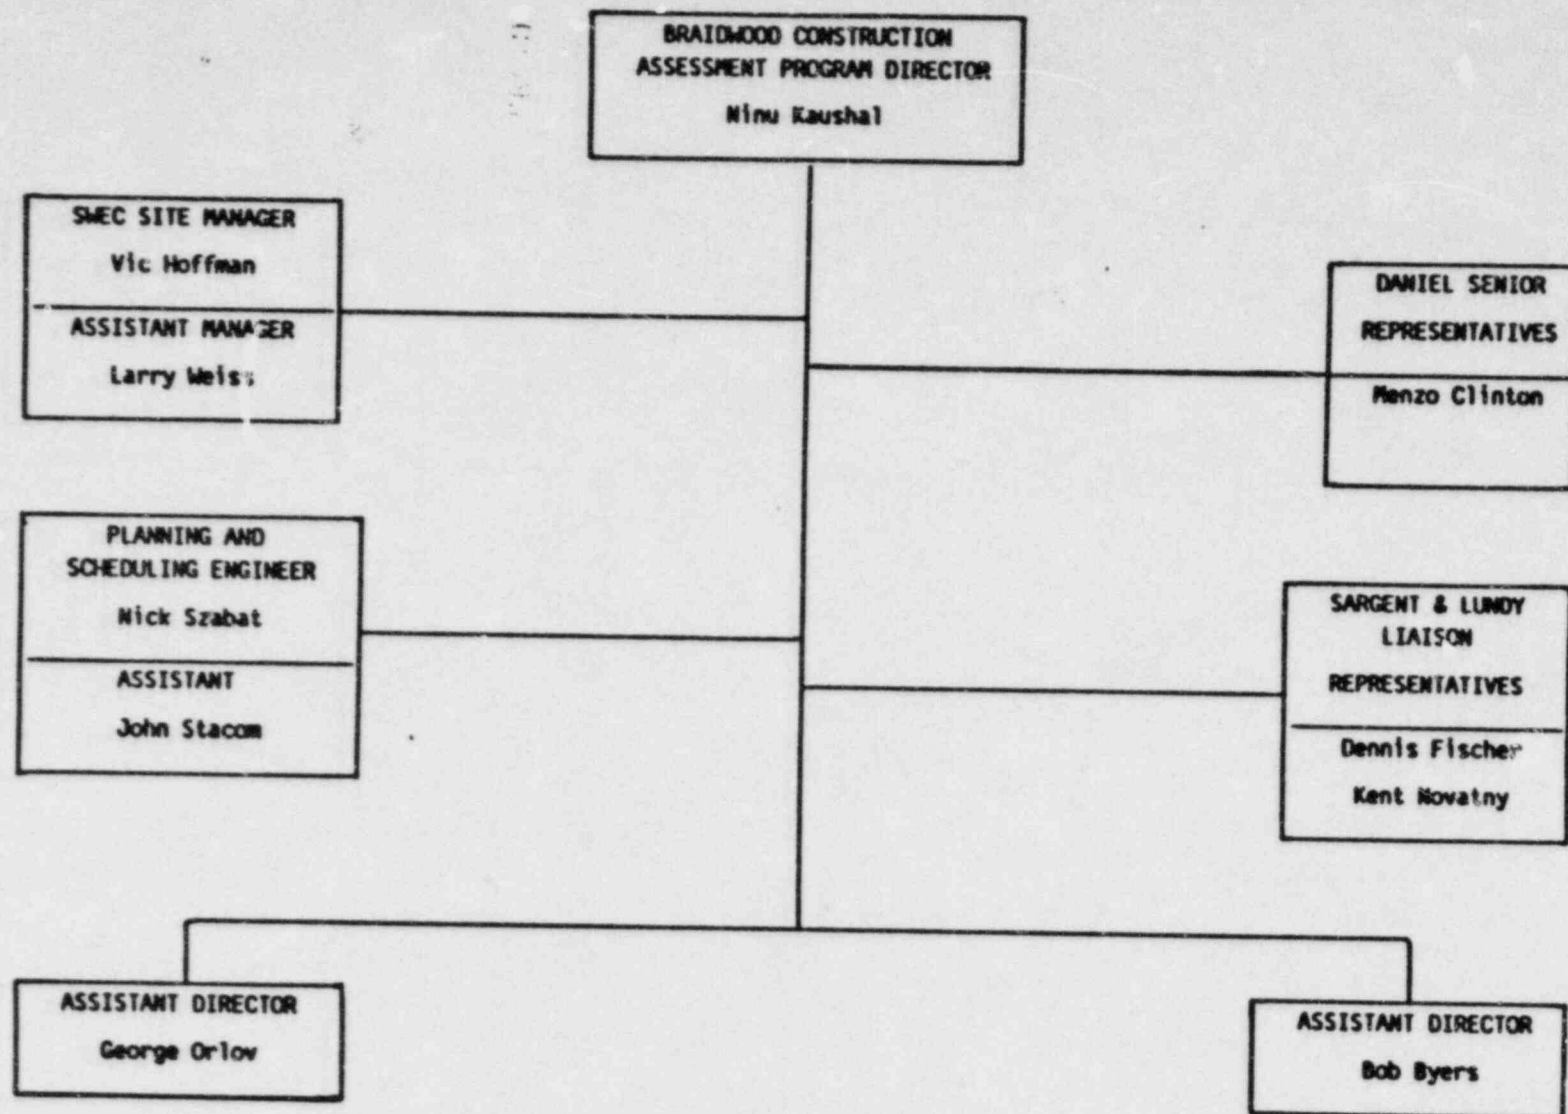 BRAIDWOOD CONSTRUCTION
ASSESSMENT PROGRAM DIRECTOR
Ninu Kaushal
SWEC SITE MANAGER
Vic Hoffman
ASSISTANT MANAGER
Larry Weiss
DANIEL SENIOR
REPRESENTATIVES
Menzo Clinton
PLANNING AND
SCHEDULING ENGINEER
Nick Szabat
ASSISTANT
John Stacom
SARGENT & LUNDY
LIAISON
REPRESENTATIVES
Dennis Fischer
Kent Novatny
ASSISTANT DIRECTOR
George Orlov
ASSISTANT DIRECTOR
Bob Byers